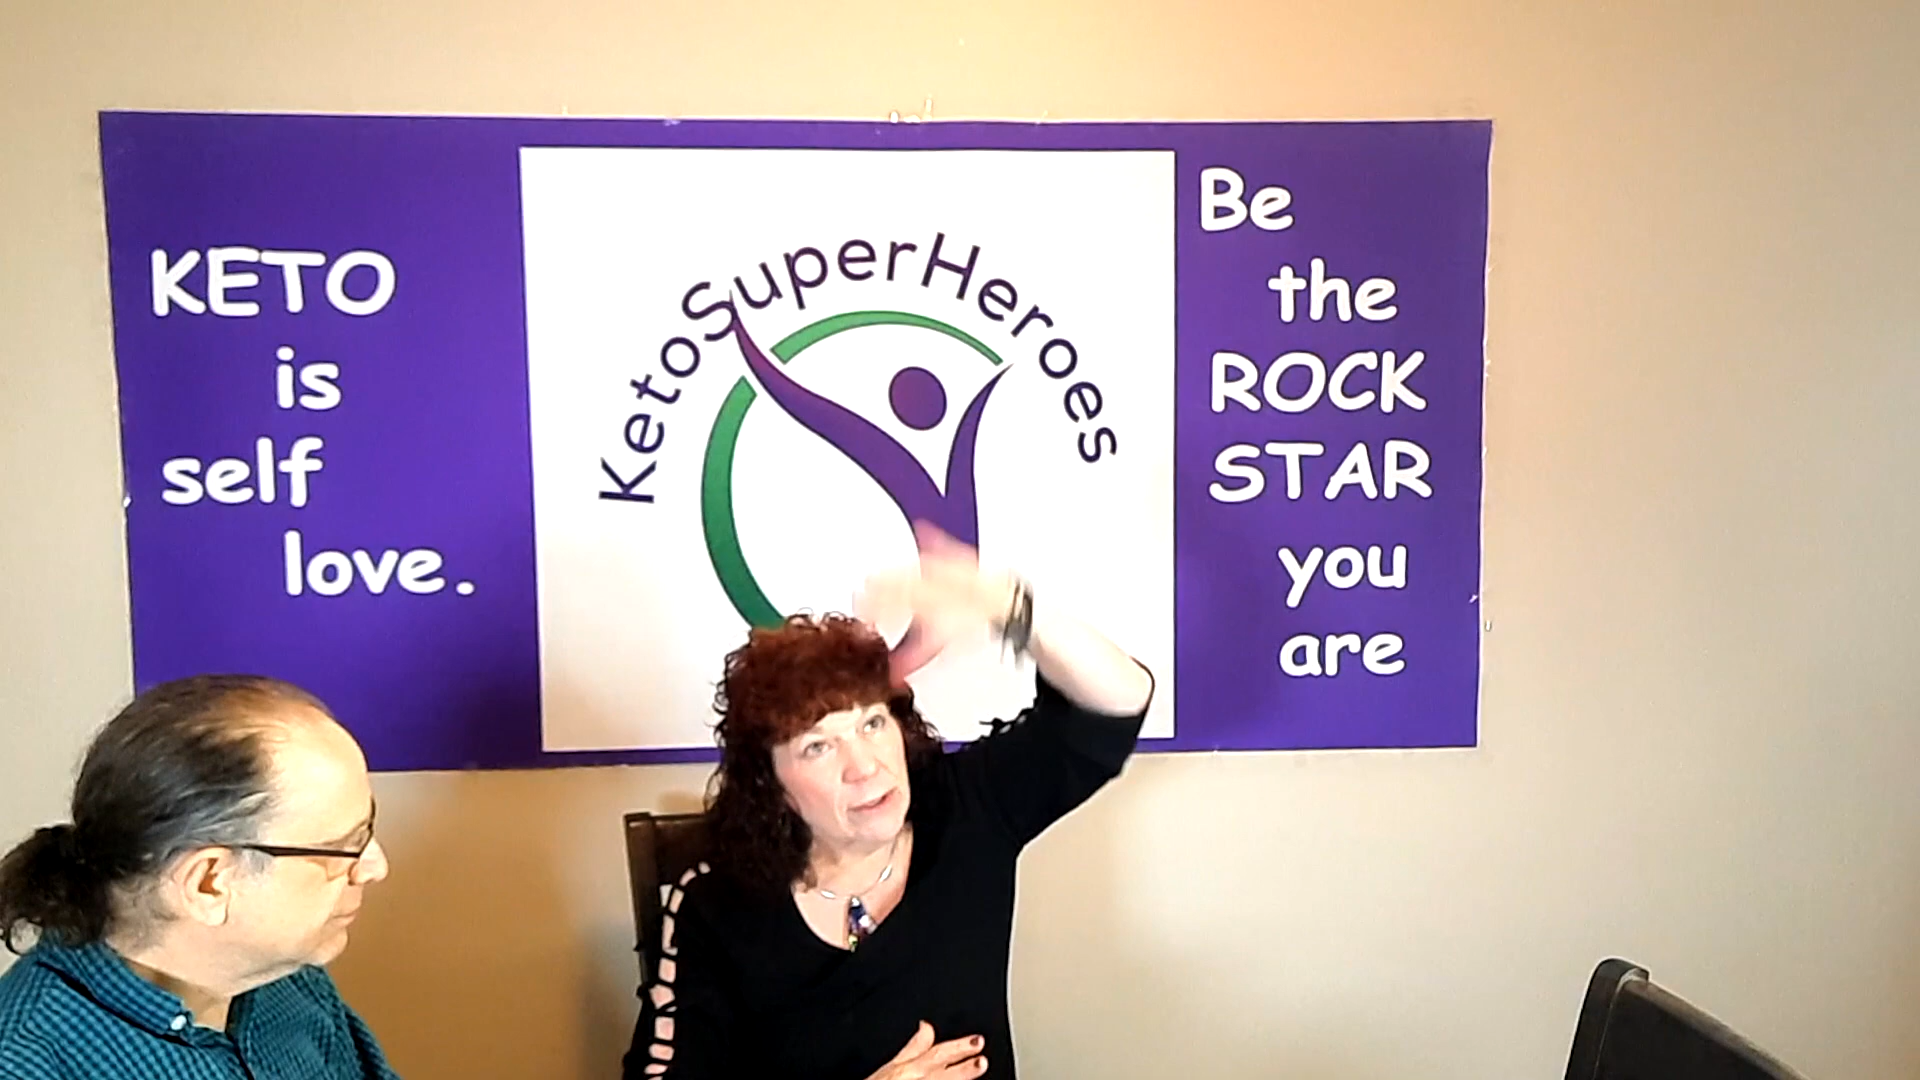 KETO
is
self
love.
KetoSuperHeroes
Be
the
ROCK
STAR
you
are